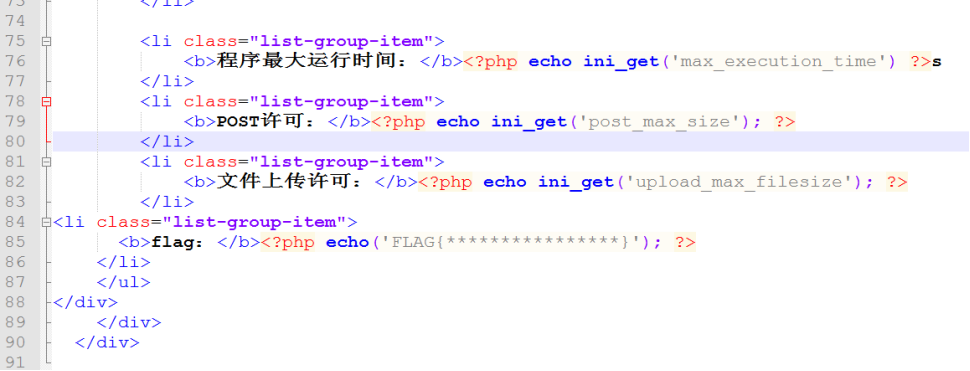 73 </li>
74
75 <li class="list-group-item">
76 <b>程序最大运行时间：</b><?php echo ini_get('max_execution_time') ?>s
77 </li>
78 <li class="list-group-item">
79 <b>POST许可：</b><?php echo ini_get('post_max_size'); ?>
80 </li>
81 <li class="list-group-item">
82 <b>文件上传许可：</b><?php echo ini_get('upload_max_filesize'); ?>
83 </li>
84 <li class="list-group-item">
85 <b>flag：</b><?php echo('FLAG{****************}'); ?>
86 </li>
87 </ul>
88 </div>
89 </div>
90 </div>
91